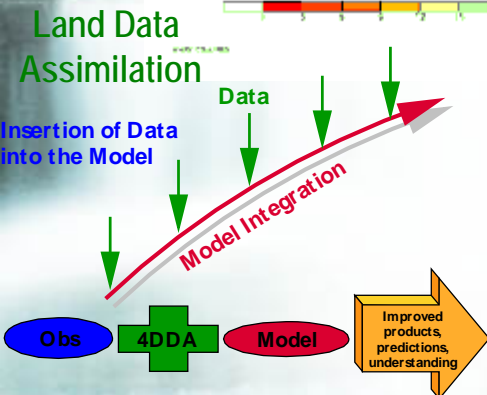 Land Data
Assimilation
Data
Insertion of Data
into the Model
Model Integration
Obs
4DDA
Model
Improved
products,
predictions,
understanding